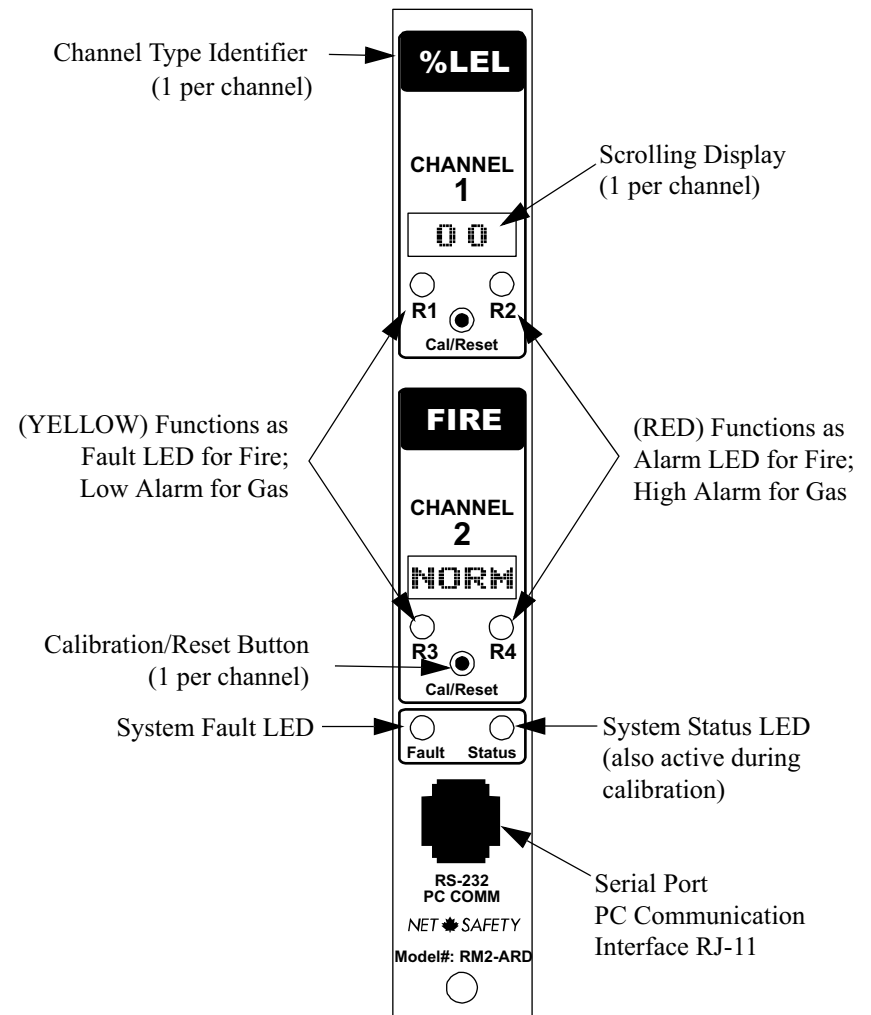 Channel Type Identifier
(1 per channel)
%LEL
CHANNEL
1
Scrolling Display
(1 per channel)
00
R1
R2
Cal/Reset
(YELLOW) Functions as
Fault LED for Fire;
Low Alarm for Gas
FIRE
(RED) Functions as
Alarm LED for Fire;
High Alarm for Gas
CHANNEL
2
NORM
R3
R4
Cal/Reset
Calibration/Reset Button
(1 per channel)
System Fault LED
Fault
Status
System Status LED
(also active during
calibration)
RS-232
PC COMM
NET SAFETY
Model#: RM2-ARD
Serial Port
PC Communication
Interface RJ-11